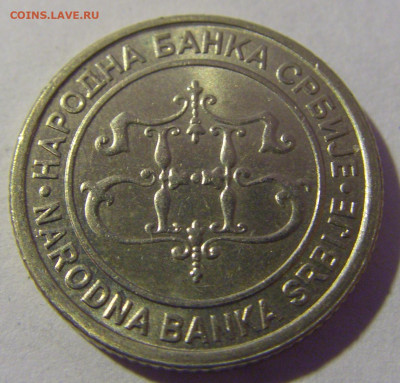 COINS.LAVE.RU
НАРОДНА БАНКА СРБИЈЕ
NARODNA BANKA SRBIJE